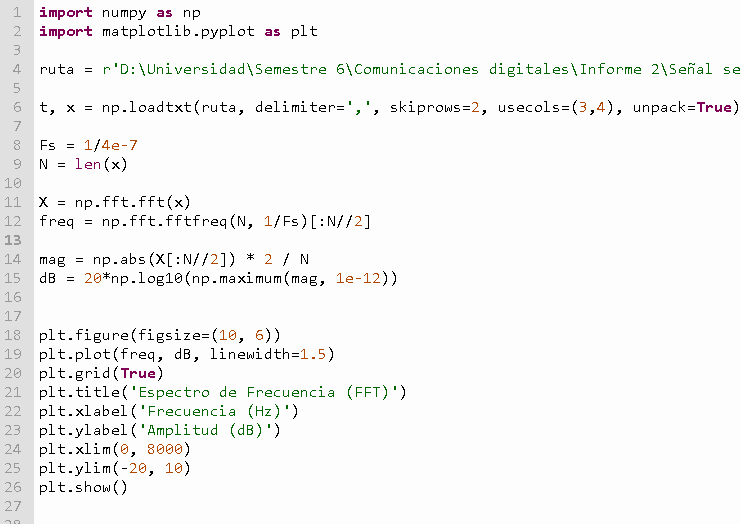 1 import numpy as np
2 import matplotlib.pyplot as plt
3
4 ruta = r'D:\Universidad\Semestre 6\Comunicaciones digitales\Informe 2\Señal se
5
6 t, x = np.loadtxt(ruta, delimiter=',', skiprows=2, usecols=(3,4), unpack=True)
7
8 Fs = 1/4e-7
9 N = len(x)
10
11 X = np.fft.fft(x)
12 freq = np.fft.fftfreq(N, 1/Fs)[:N//2]
13
14 mag = np.abs(X[:N//2]) * 2 / N
15 dB = 20*np.log10(np.maximum(mag, 1e-12))
16
17
18 plt.figure(figsize=(10, 6))
19 plt.plot(freq, dB, linewidth=1.5)
20 plt.grid(True)
21 plt.title('Espectro de Frecuencia (FFT)')
22 plt.xlabel('Frecuencia (Hz)')
23 plt.ylabel('Amplitud (dB)')
24 plt.xlim(0, 8000)
25 plt.ylim(-20, 10)
26 plt.show()
27